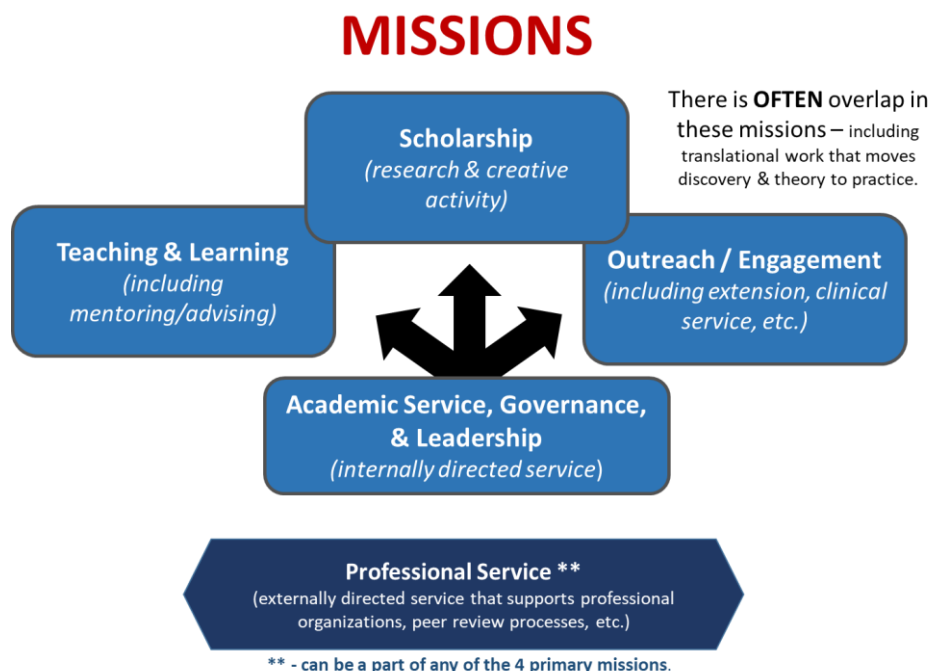 MISSIONS
There is OFTEN overlap in
these missions – including
translational work that moves
discovery & theory to practice.
Scholarship
(research & creative
activity)
Teaching & Learning
(including
mentoring/advising)
Outreach / Engagement
(including extension, clinical
service, etc.)
Academic Service, Governance,
& Leadership
(internally directed service)
Professional Service **
(externally directed service that supports professional
organizations, peer review processes, etc.)
** - can be a part of any of the 4 primary missions.